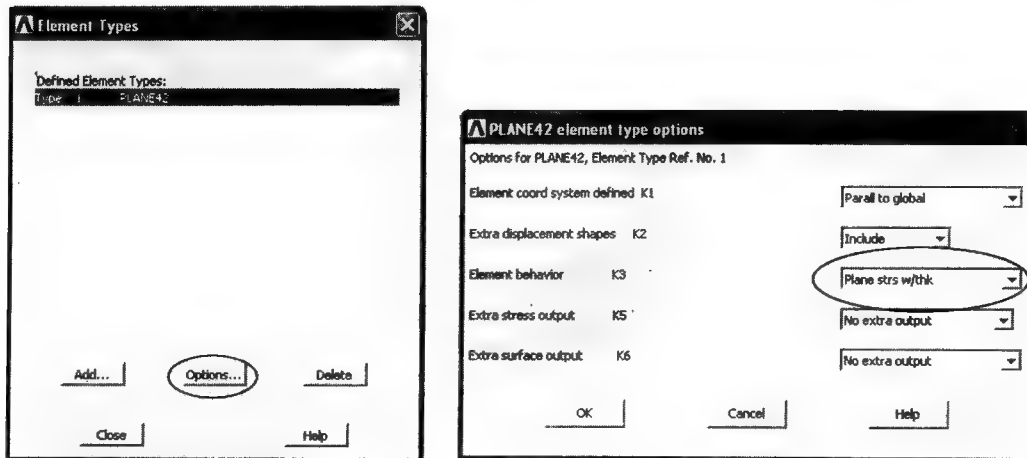 Element Types
Defined Element Types:
Type 1 PLANE42
Add...
Options...
Delete
Close
Help
PLANE42 element type options
Options for PLANE42, Element Type Ref. No. 1
Element coord system defined K1
Parall to global
Extra displacement shapes K2
Include
Element behavior K3
Plane strs w/thk
Extra stress output K5
No extra output
Extra surface output K6
No extra output
OK
Cancel
Help